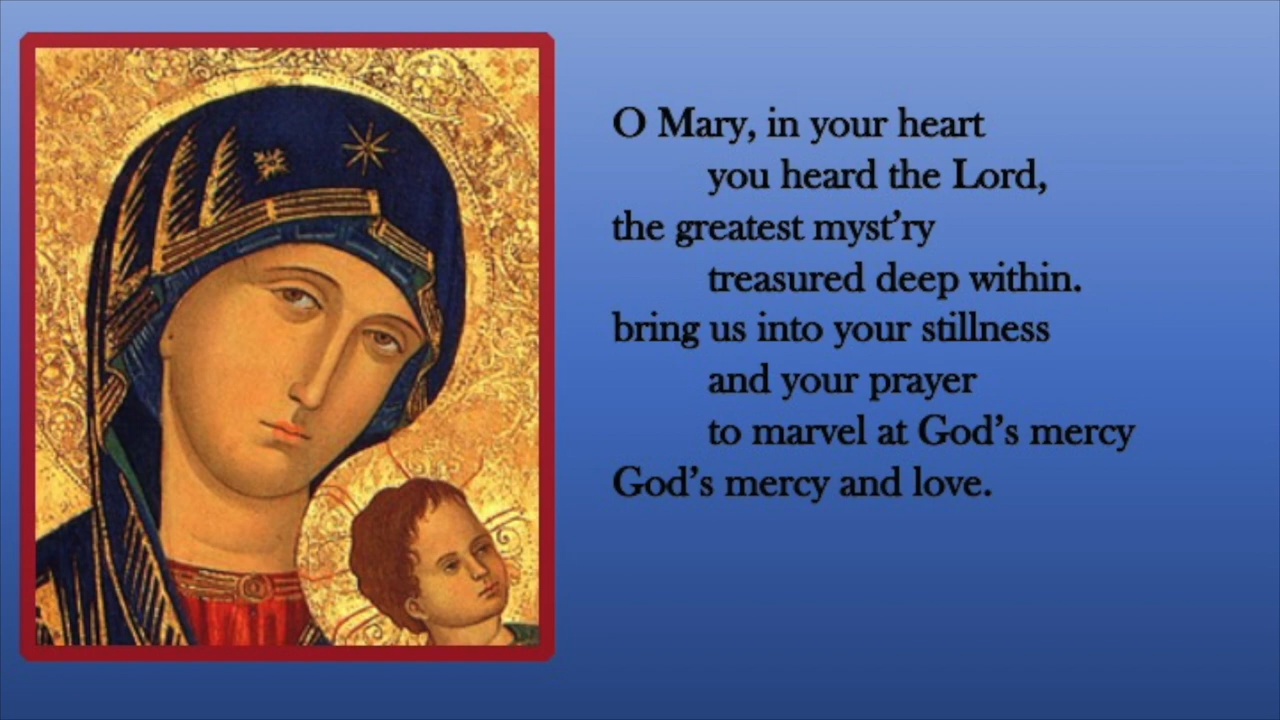 O Mary, in your heart
you heard the Lord,
the greatest myst’ry
treasured deep within.
bring us into your stillness
and your prayer
to marvel at God’s mercy
God’s mercy and love.